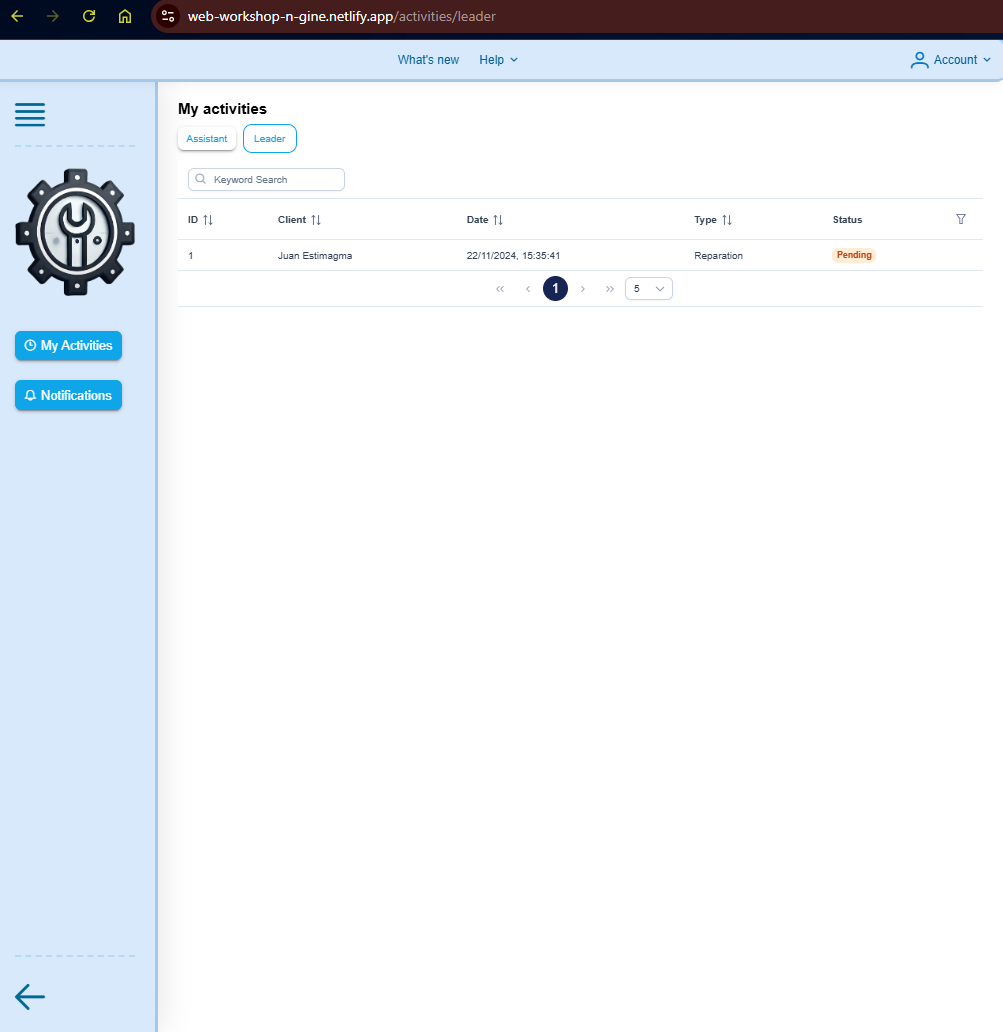 web-workshop-n-gine.netlify.app/activities/leader
What's new Help Account
My activities
Assistant Leader
Keyword Search
ID Client Date Type Status
1 Juan Estimagma 22/11/2024, 15:35:41 Reparation Pending
« ‹ 1 › » 5
My Activities
Notifications